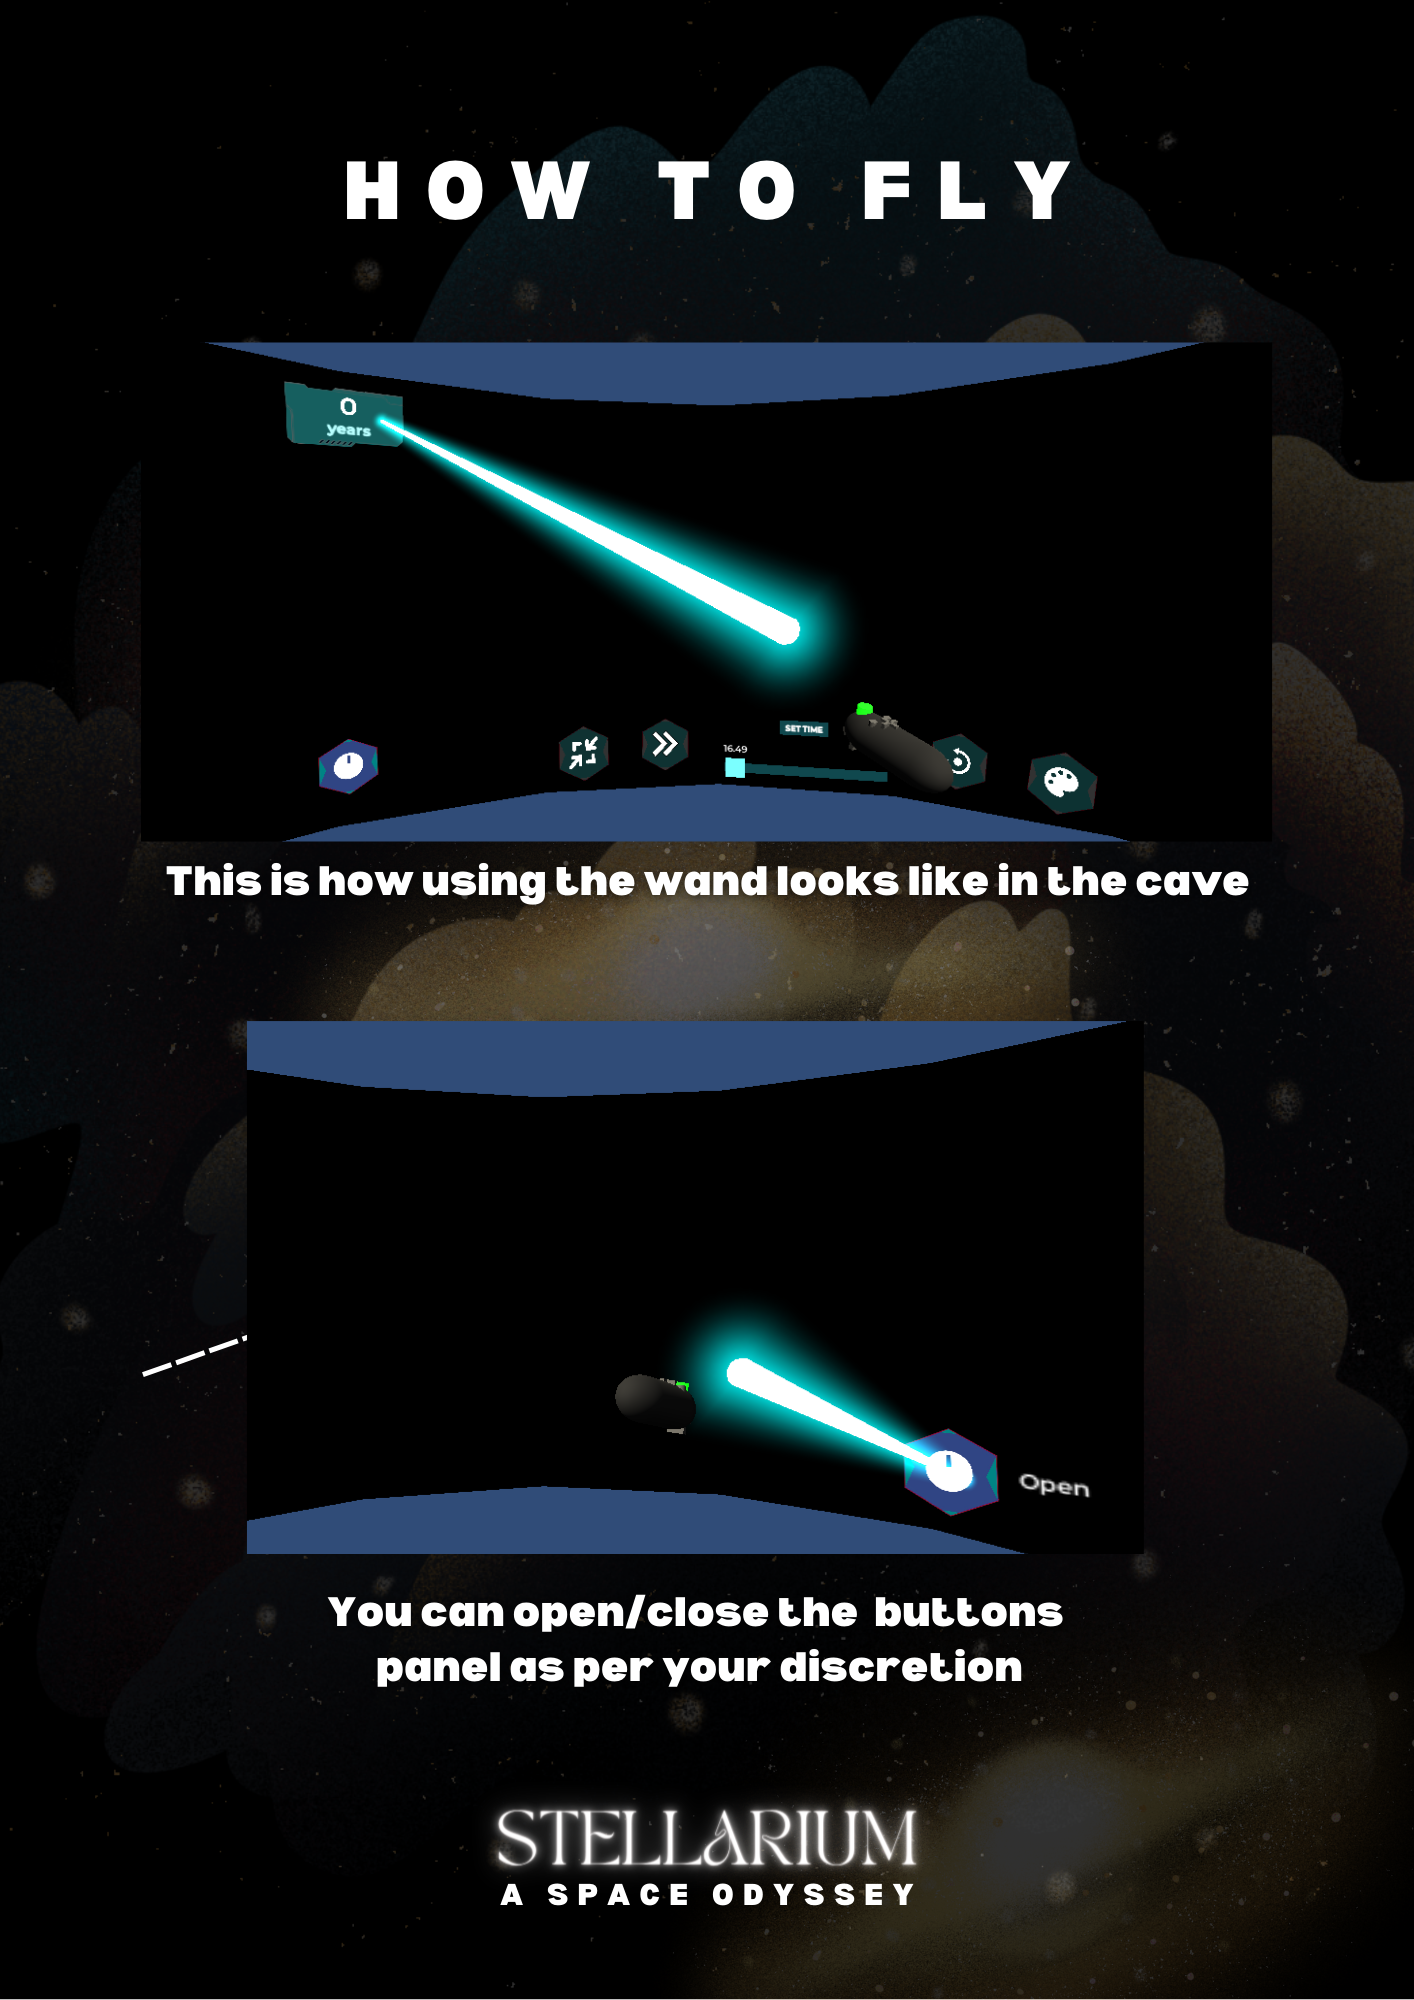 HOW TO FLY
0
years
SET TIME
16.49
This is how using the wand looks like in the cave
Open
You can open/close the buttons
panel as per your discretion
STELLARIUM
A SPACE ODYSSEY